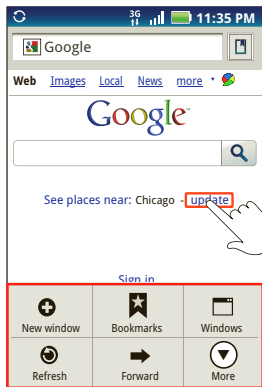 3G 11:35 PM
Google
Web Images Local News more
Google
See places near: Chicago - update
Sign in
New window Bookmarks Windows
Refresh Forward More